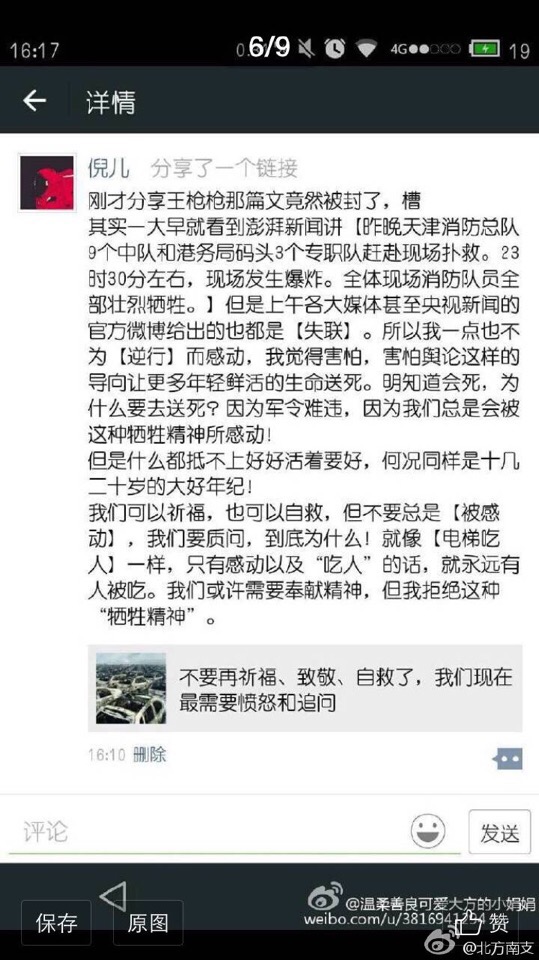 16:17
6/9
4G
19
详情
倪儿 分享了一个链接
刚才分享王枪枪那篇文竟然被封了，槽
其实一大早就看到澎湃新闻讲【昨晚天津消防总队
9个中队和港务局码头3个专职队赶赴现场扑救。23
时30分左右，现场发生爆炸。全体现场消防队员全
部壮烈牺牲。】但是上午各大媒体甚至央视新闻的
官方微博给出的也都是【失联】。所以我一点也不
为【逆行】而感动，我觉得害怕，害怕舆论这样的
导向让更多年轻鲜活的生命送死。明知道会死，为
什么要去送死？因为军令难违，因为我们总是会被
这种牺牲精神所感动！
但是什么都抵不上好好活着要好，何况同样是十几
二十岁的大好年纪！
我们可以祈福，也可以自救，但不要总是【被感
动】，我们要质问，到底为什么！就像【电梯吃
人】一样，只有感动以及“吃人”的话，就永远有
人被吃。我们或许需要奉献精神，但我拒绝这种
“牺牲精神”。
不要再祈福、致敬、自救了，我们现在
最需要愤怒和追问
16:10 删除
评论
发送
@温柔善良可爱大方的小娟娟
weibo.com/u/3816941294
保存
原图
赞
@北方南支